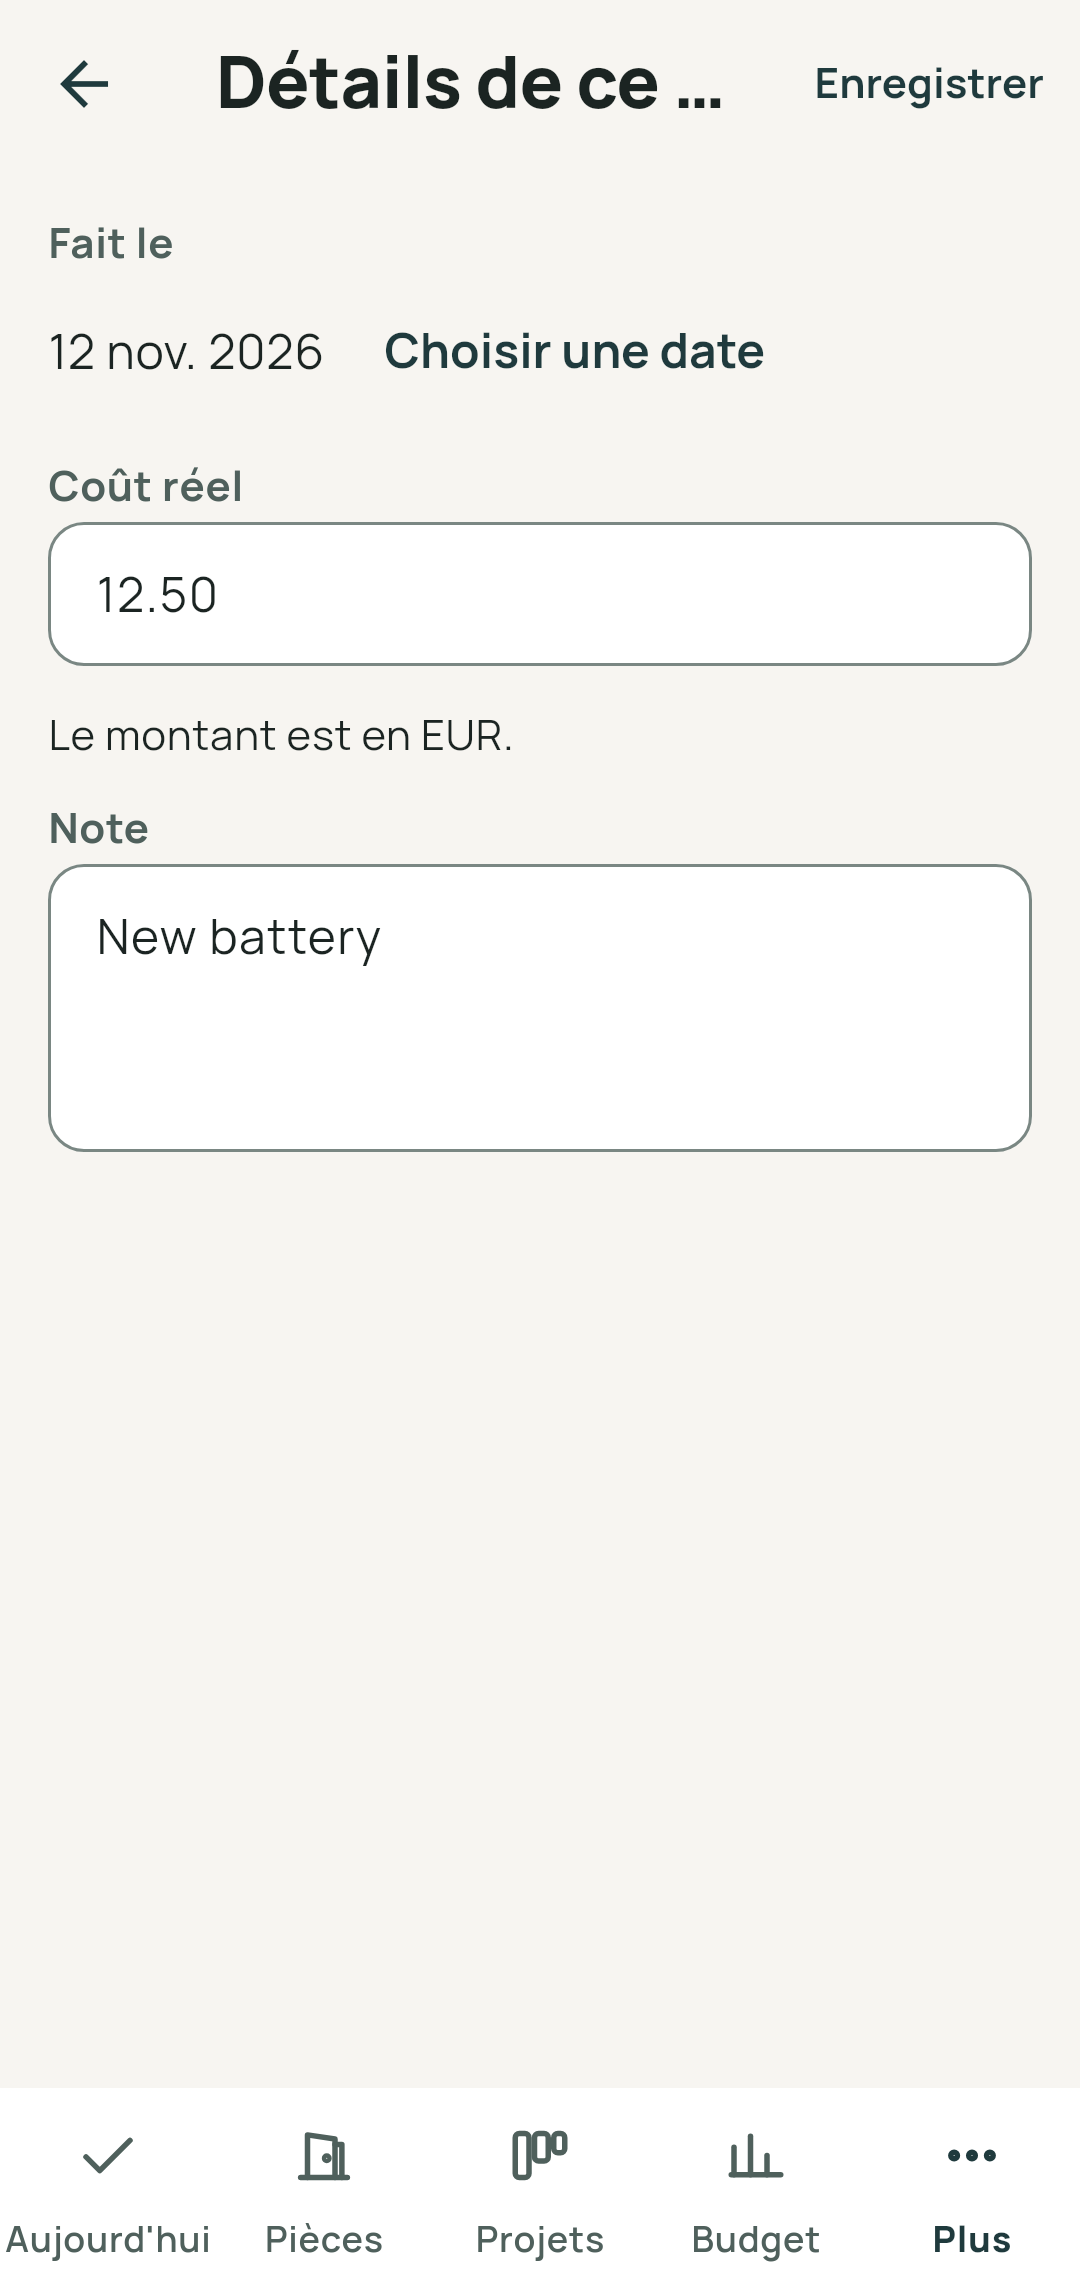 Détails de ce ...
Enregistrer
Fait le
12 nov. 2026
Choisir une date
Coût réel
12.50
Le montant est en EUR.
Note
New battery
Aujourd'hui
Pièces
Projets
Budget
Plus